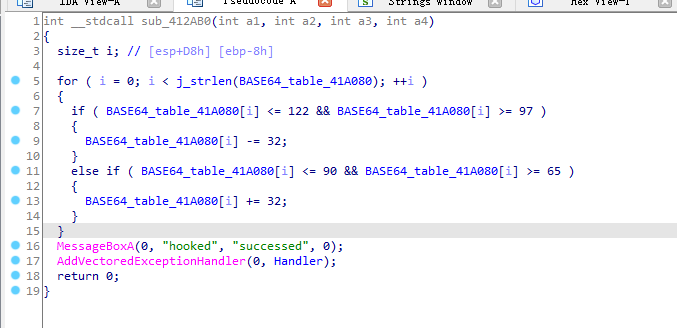 IDA View-A Pseudocode A Strings window Hex View-1
1 int __stdcall sub_412AB0(int a1, int a2, int a3, int a4)
2 {
3 size_t i; // [esp+D8h] [ebp-8h]
4
5 for ( i = 0; i < j_strlen(BASE64_table_41A080); ++i )
6 {
7 if ( BASE64_table_41A080[i] <= 122 && BASE64_table_41A080[i] >= 97 )
8 {
9 BASE64_table_41A080[i] -= 32;
10 }
11 else if ( BASE64_table_41A080[i] <= 90 && BASE64_table_41A080[i] >= 65 )
12 {
13 BASE64_table_41A080[i] += 32;
14 }
15 }
16 MessageBoxA(0, "hooked", "successed", 0);
17 AddVectoredExceptionHandler(0, Handler);
18 return 0;
19 }